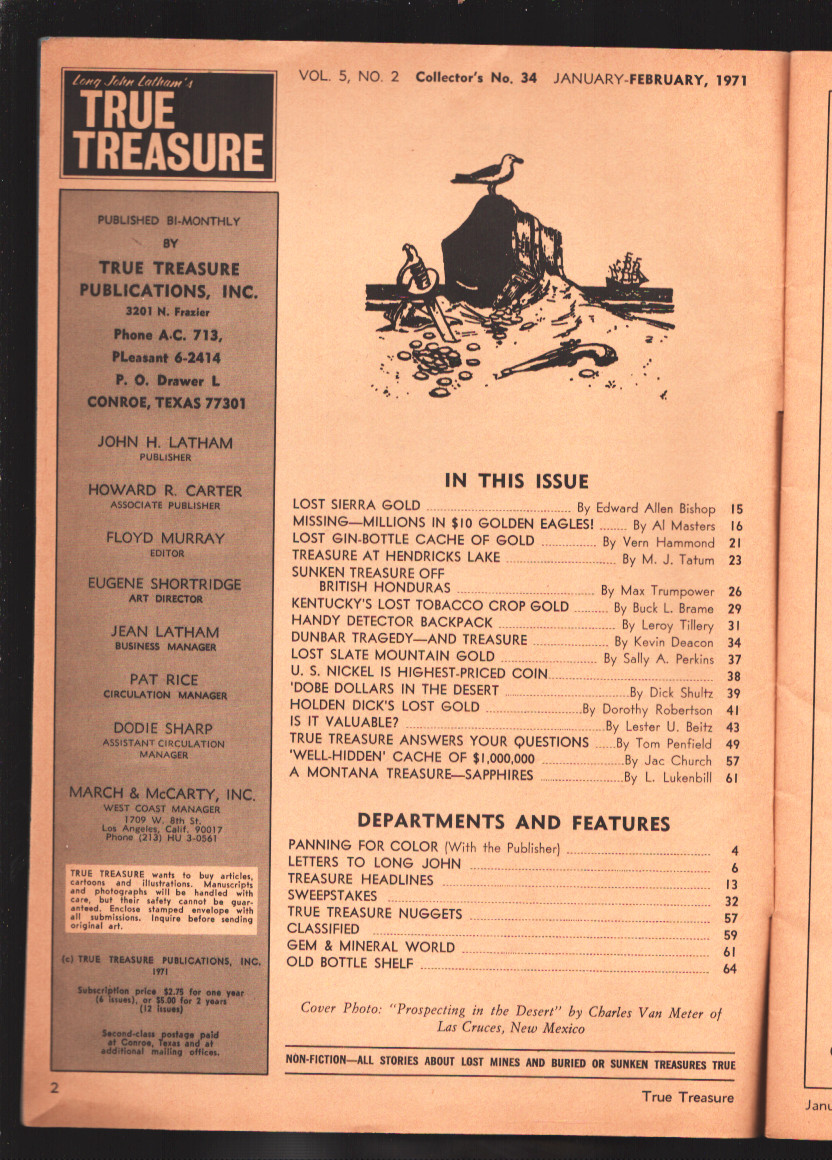 Long John Latham's
TRUE
TREASURE
PUBLISHED BI-MONTHLY
BY
TRUE TREASURE
PUBLICATIONS, INC.
3201 N. Frazier
Phone A.C. 713,
PLeasant 6-2414
P. O. Drawer L
CONROE, TEXAS 77301
JOHN H. LATHAM
PUBLISHER
HOWARD R. CARTER
ASSOCIATE PUBLISHER
FLOYD MURRAY
EDITOR
EUGENE SHORTRIDGE
ART DIRECTOR
JEAN LATHAM
BUSINESS MANAGER
PAT RICE
CIRCULATION MANAGER
DODIE SHARP
ASSISTANT CIRCULATION
MANAGER
MARCH & McCARTY, INC.
WEST COAST MANAGER
1709 W. 8th St.
Los Angeles, Calif. 90017
Phone (213) HU 3-0561
TRUE TREASURE wants to buy articles,
cartoons and illustrations. Manuscripts
and photographs will be handled with
care, but their safety cannot be guar-
anteed. Enclose stamped envelope with
all submissions. Inquire before sending
original art.
(c) TRUE TREASURE PUBLICATIONS, INC.
1971
Subscription price $2.75 for one year
(6 issues), or $5.00 for 2 years
(12 issues)
Second-class postage paid
at Conroe, Texas and at
additional mailing offices.
2
VOL. 5, NO. 2 Collector's No. 34 JANUARY-FEBRUARY, 1971
IN THIS ISSUE
LOST SIERRA GOLD By Edward Allen Bishop 15
MISSING—MILLIONS IN $10 GOLDEN EAGLES! By Al Masters 16
LOST GIN-BOTTLE CACHE OF GOLD By Vern Hammond 21
TREASURE AT HENDRICKS LAKE By M. J. Tatum 23
SUNKEN TREASURE OFF
BRITISH HONDURAS By Max Trumpower 26
KENTUCKY'S LOST TOBACCO CROP GOLD By Buck L. Brame 29
HANDY DETECTOR BACKPACK By Leroy Tillery 31
DUNBAR TRAGEDY—AND TREASURE By Kevin Deacon 34
LOST SLATE MOUNTAIN GOLD By Sally A. Perkins 37
U. S. NICKEL IS HIGHEST-PRICED COIN 38
'DOBE DOLLARS IN THE DESERT By Dick Shultz 39
HOLDEN DICK'S LOST GOLD By Dorothy Robertson 41
IS IT VALUABLE? By Lester U. Beitz 43
TRUE TREASURE ANSWERS YOUR QUESTIONS By Tom Penfield 49
'WELL-HIDDEN' CACHE OF $1,000,000 By Jac Church 57
A MONTANA TREASURE—SAPPHIRES By L. Lukenbill 61
DEPARTMENTS AND FEATURES
PANNING FOR COLOR (With the Publisher) 4
LETTERS TO LONG JOHN 6
TREASURE HEADLINES 13
SWEEPSTAKES 32
TRUE TREASURE NUGGETS 57
CLASSIFIED 59
GEM & MINERAL WORLD 61
OLD BOTTLE SHELF 64
Cover Photo: "Prospecting in the Desert" by Charles Van Meter of
Las Cruces, New Mexico
NON-FICTION—ALL STORIES ABOUT LOST MINES AND BURIED OR SUNKEN TREASURES TRUE
True Treasure